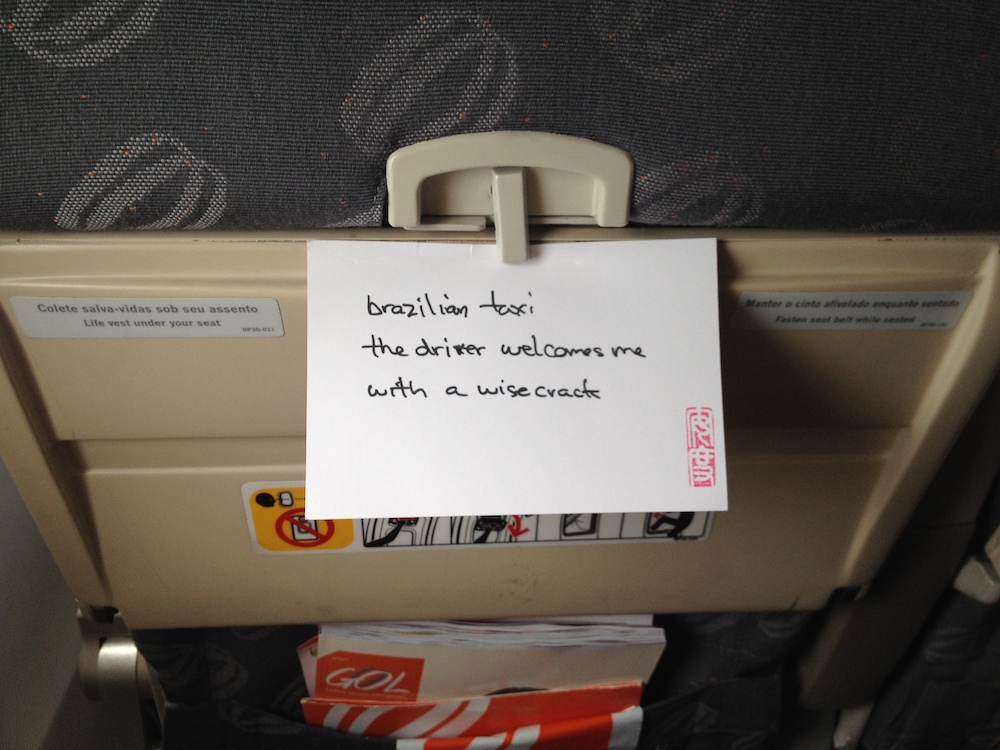 Colete salva-vidas sob seu assento
Life vest under your seat
Manter o cinto afivelado enquanto sentado
Fasten seat belt while seated
brazilian taxi
the driver welcomes me
with a wisecrack
GOL